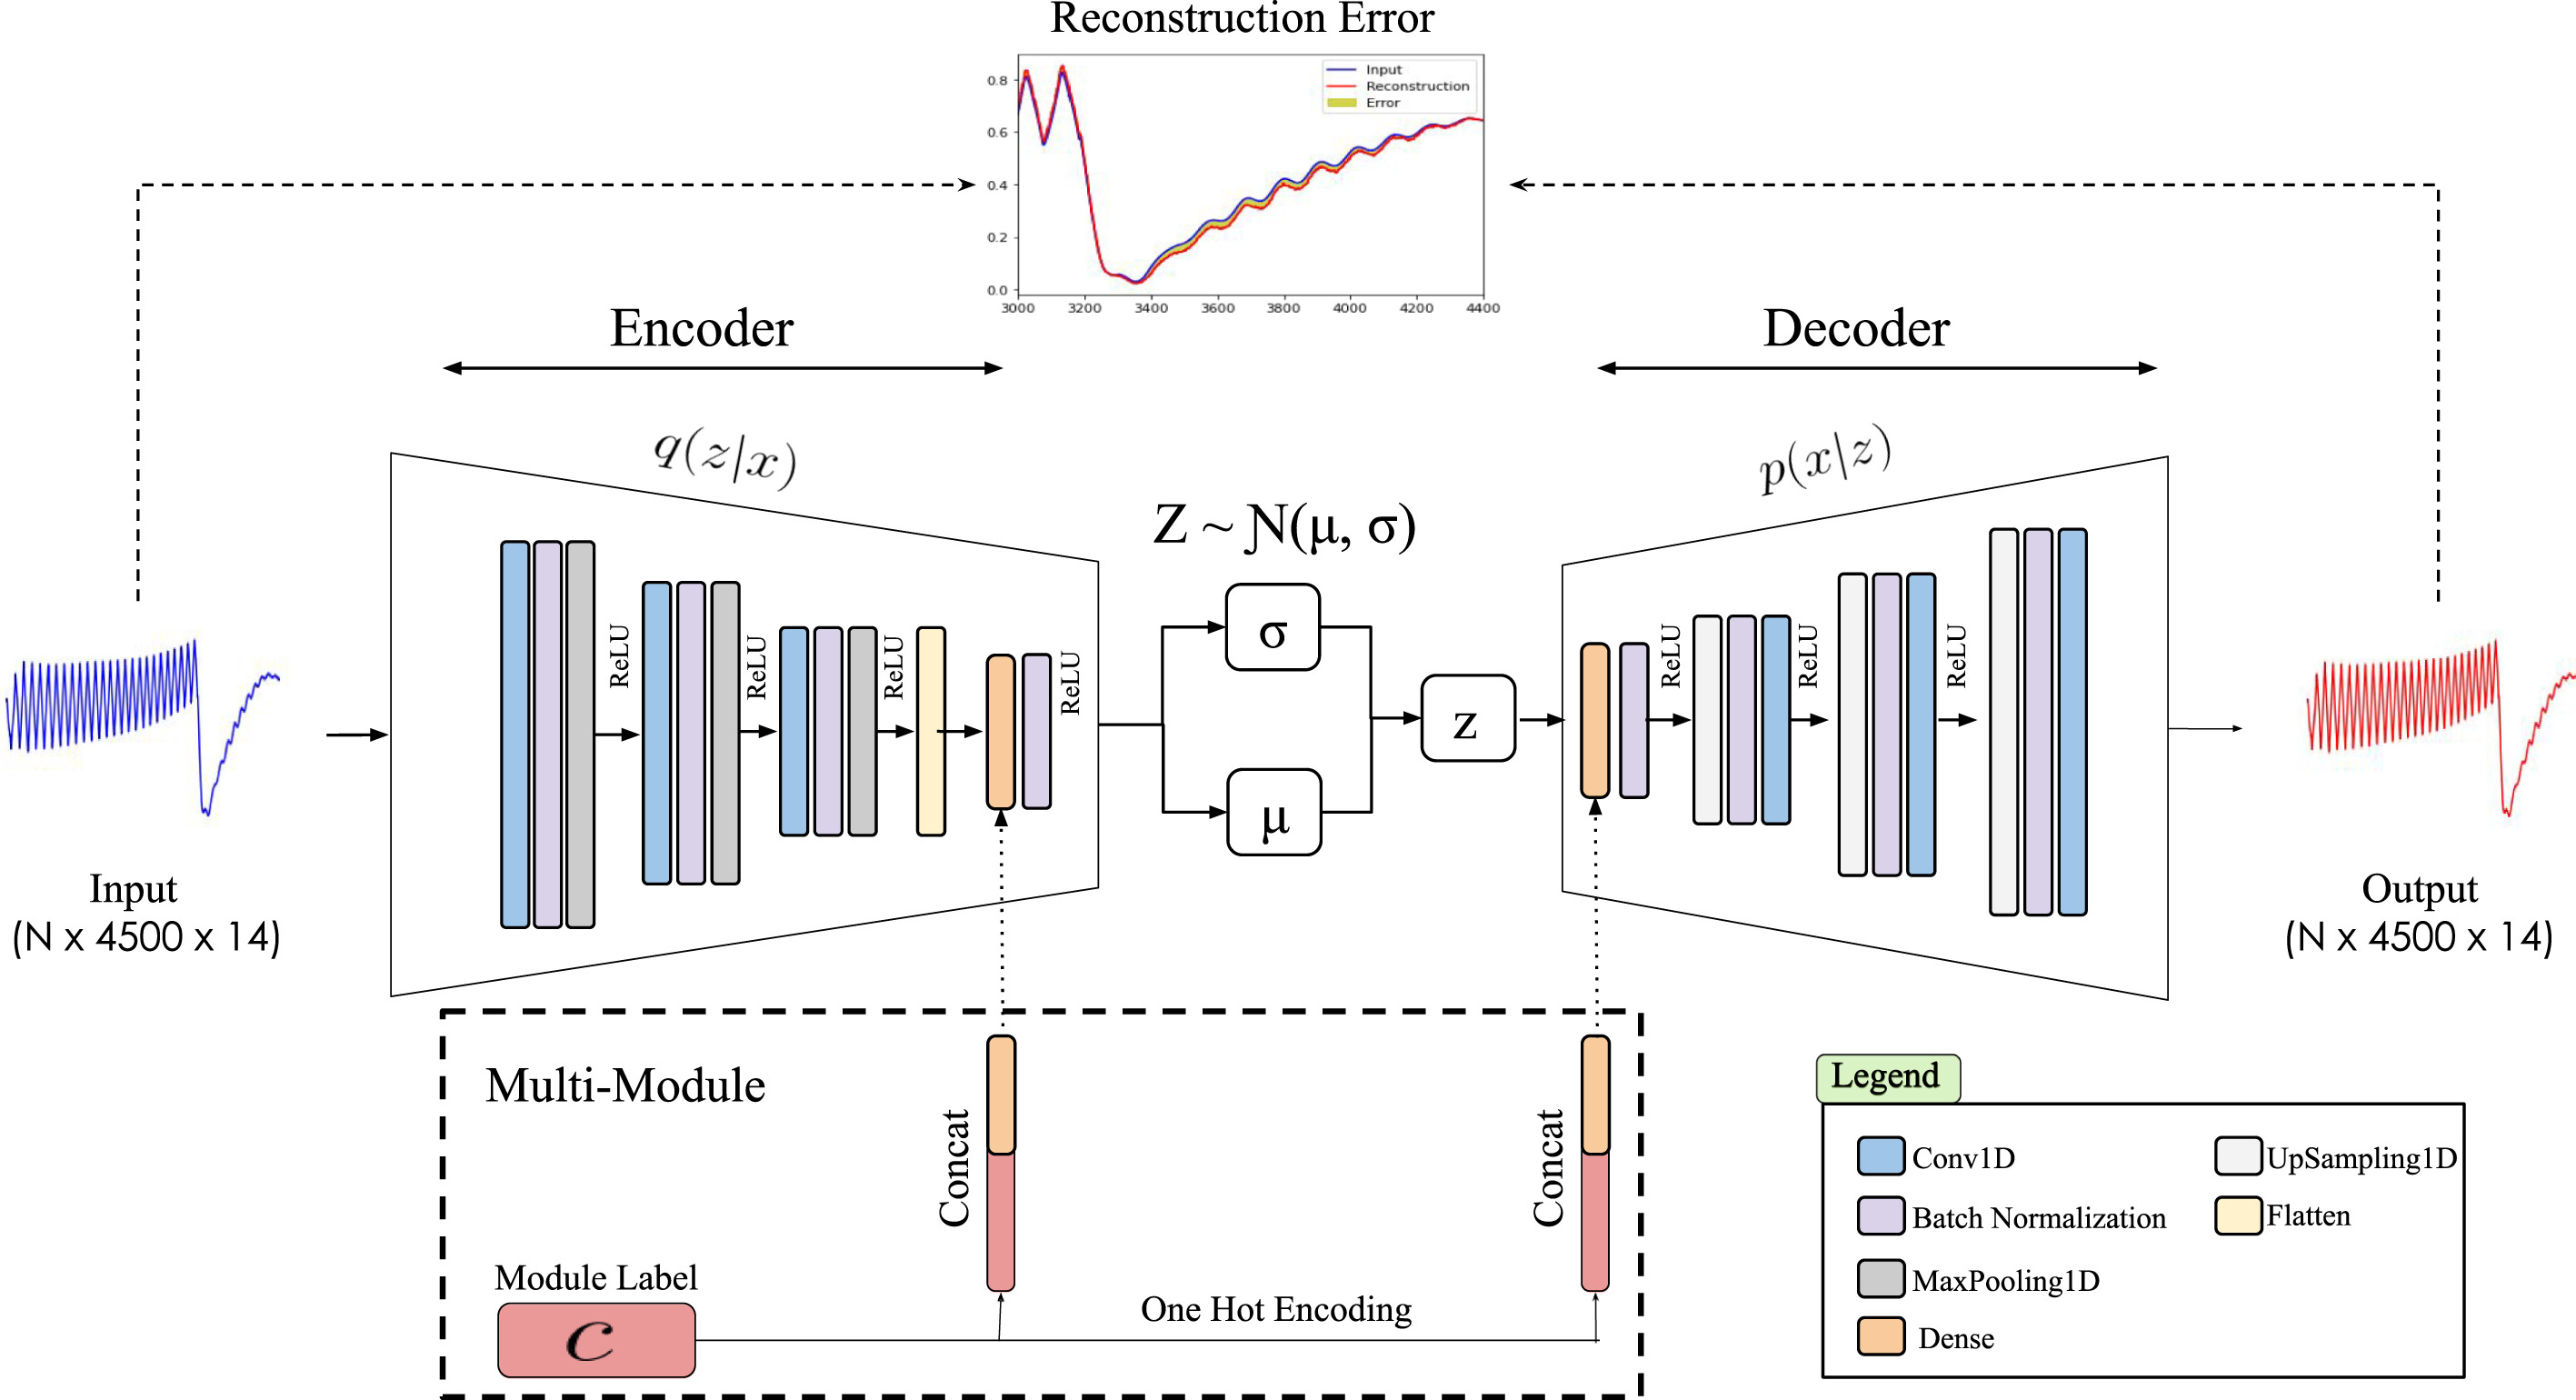 Reconstruction Error
Input
Reconstruction
Error
0.8
0.6
0.4
0.2
0.0
3000 3200 3400 3600 3800 4000 4200 4400
Encoder
Decoder
q(z|x)
p(x|z)
Z ~ N(μ, σ)
σ
μ
z
ReLU
ReLU
ReLU
ReLU
ReLU
ReLU
ReLU
Input
(N x 4500 x 14)
Output
(N x 4500 x 14)
Multi-Module
Concat
Concat
Module Label
c
One Hot Encoding
Legend
Conv1D
Batch Normalization
MaxPooling1D
Dense
UpSampling1D
Flatten